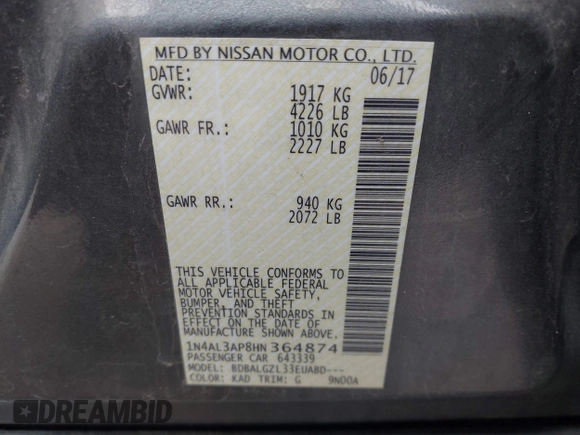 MFD BY NISSAN MOTOR CO., LTD.
DATE: 06/17
GVWR: 1917 KG
4226 LB
GAWR FR.: 1010 KG
2227 LB
GAWR RR.: 940 KG
2072 LB
THIS VEHICLE CONFORMS TO
ALL APPLICABLE FEDERAL
MOTOR VEHICLE SAFETY,
BUMPER, AND THEFT
PREVENTION STANDARDS IN
EFFECT ON THE DATE OF
MANUFACTURE SHOWN ABOVE.
1N4AL3AP8HN364874
PASSENGER CAR 643339
MODEL: BDBALGZL33EUABD---
COLOR: KAD TRIM: G 9N00A
DREAMBID